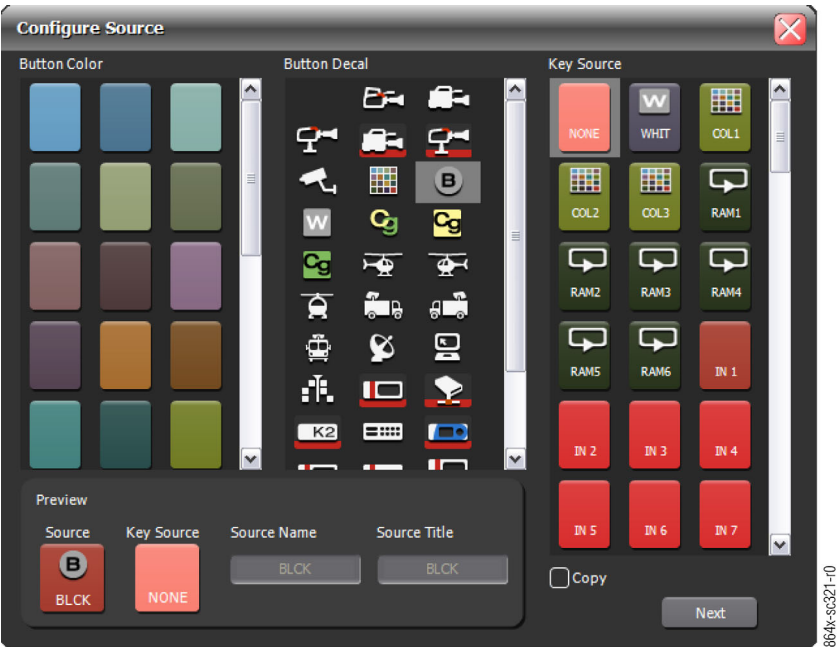 Configure Source
Button Color
Button Decal
Key Source
B
W
Cg
Cg
Cg
K2
NONE
W
WHIT
COL1
COL2
COL3
RAM1
RAM2
RAM3
RAM4
RAM5
RAM6
IN 1
IN 2
IN 3
IN 4
IN 5
IN 6
IN 7
Preview
Source
Key Source
Source Name
Source Title
B
BLCK
NONE
BLCK
BLCK
Copy
Next
864x-sc321-r0